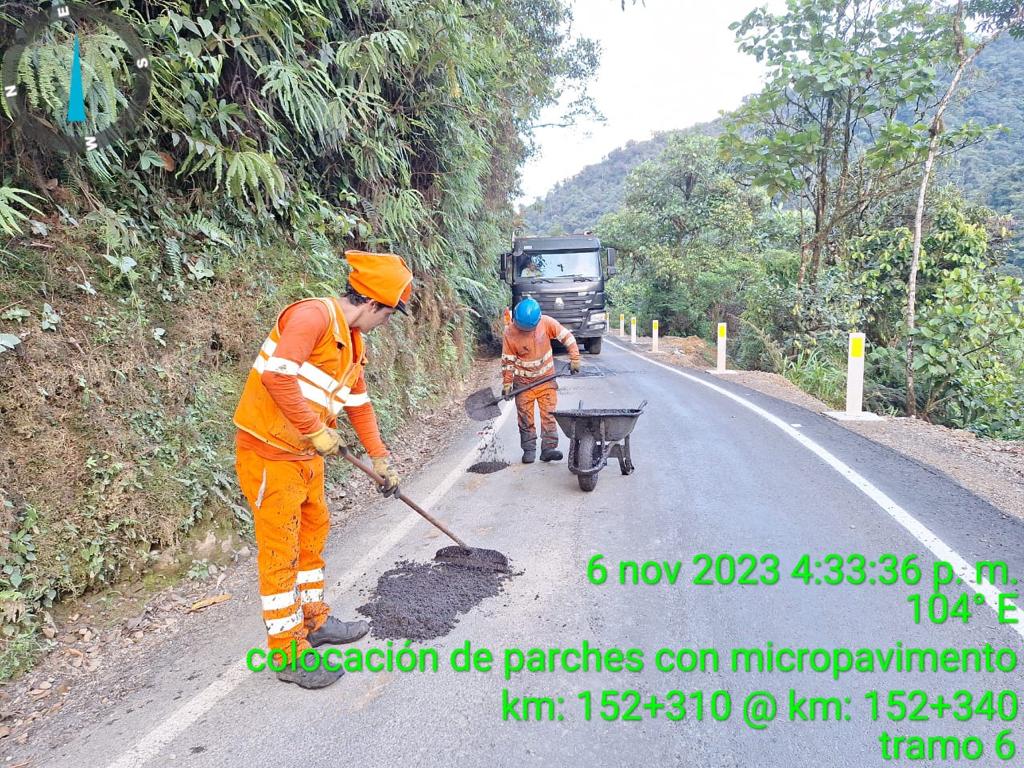 E
N
S
W
6 nov 2023 4:33:36 p. m.
104° E
colocación de parches con micropavimento
km: 152+310 @ km: 152+340
tramo 6